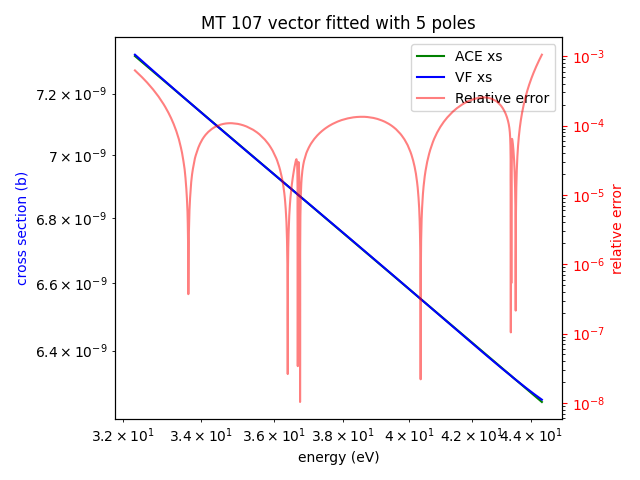 MT 107 vector fitted with 5 poles
ACE xs
VF xs
Relative error
7.2 × 10⁻⁹
7 × 10⁻⁹
6.8 × 10⁻⁹
6.6 × 10⁻⁹
6.4 × 10⁻⁹
cross section (b)
10⁻³
10⁻⁴
10⁻⁵
10⁻⁶
10⁻⁷
10⁻⁸
relative error
3.2 × 10¹ 3.4 × 10¹ 3.6 × 10¹ 3.8 × 10¹ 4 × 10¹ 4.2 × 10¹ 4.4 × 10¹
energy (eV)